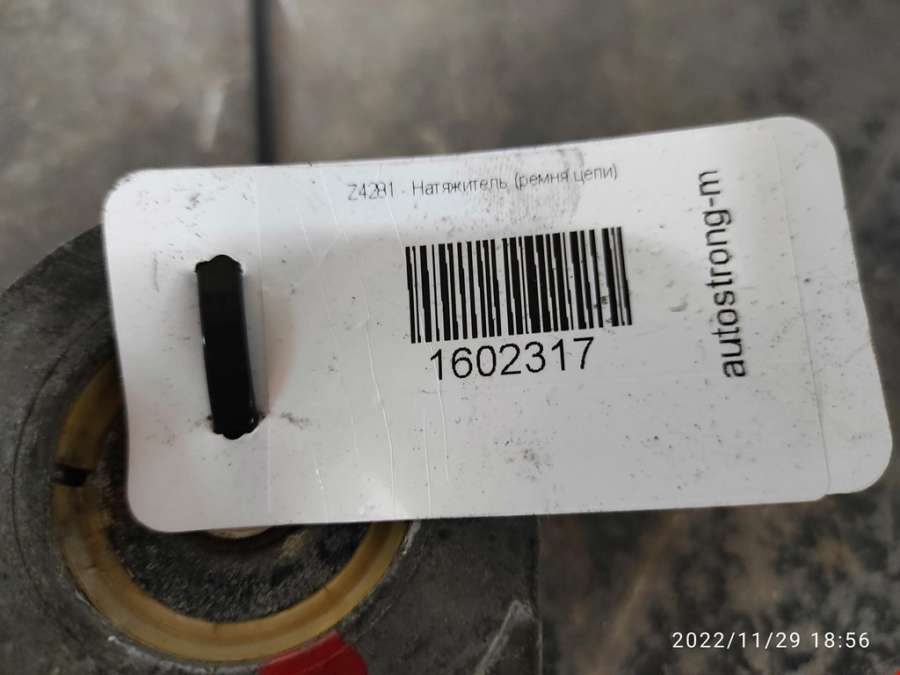 Z4281 - Натяжитель (ремня,цепи)
1602317
autostrong-m
2022/11/29 18:56